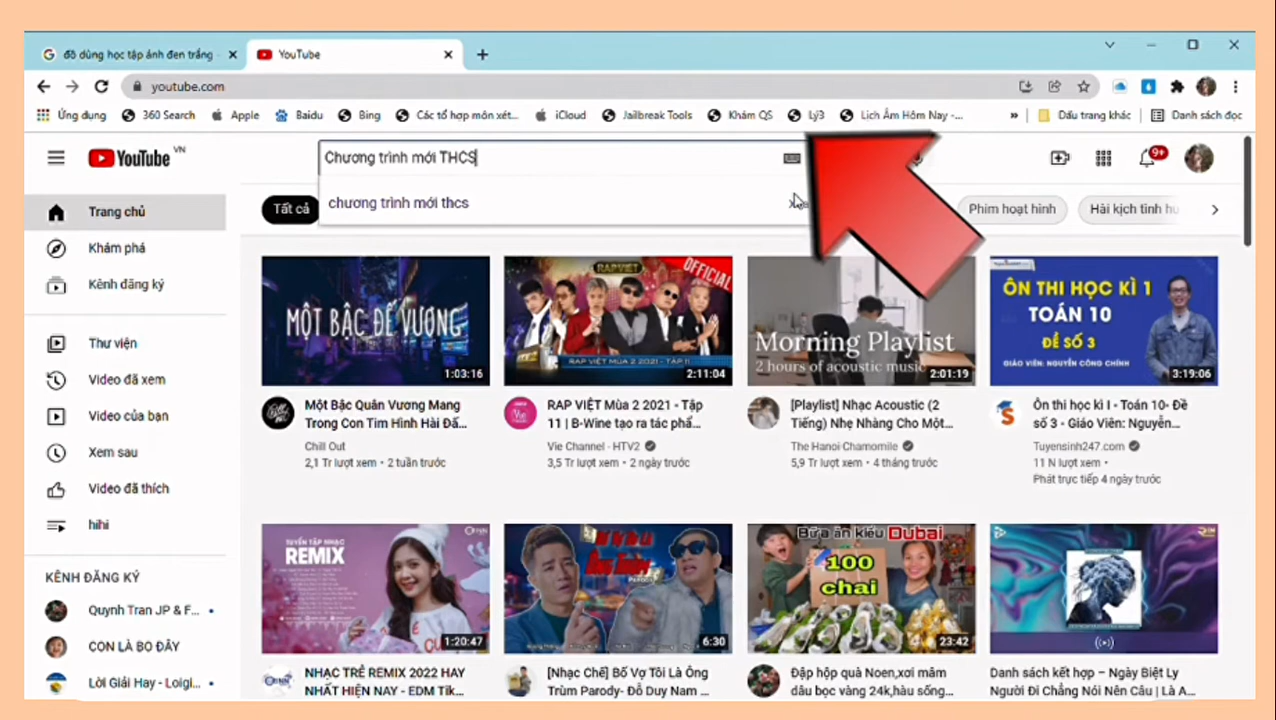 đồ dùng học tập ảnh đen trắng
YouTube
youtube.com
Ứng dụng
360 Search
Apple
Baidu
Bing
Các tổ hợp môn xét...
iCloud
Jailbreak Tools
Khám QS
Lý3
Lịch Âm Hôm Nay -...
»
Dấu trang khác
Danh sách đọc
YouTube VN
Chương trình mới THCS
9+
chương trình mới thcs
Trang chủ
Khám phá
Kênh đăng ký
Thư viện
Video đã xem
Video của bạn
Xem sau
Video đã thích
hihi
KÊNH ĐĂNG KÝ
Quynh Tran JP & F...
CON LÀ BO ĐÂY
Lời Giải Hay - Loigi...
Tất cả
Phim hoạt hình
Hài kịch tình hu
MỘT BẬC ĐẾ VƯƠNG
1:03:16
RAP VIỆT
OFFICIAL
RAP VIỆT MÙA 2 2021 - TẬP 11
2:11:04
Morning Playlist
2 hours of acoustic music
2:01:19
ÔN THI HỌC KÌ 1
TOÁN 10
ĐỀ SỐ 3
GIÁO VIÊN: NGUYỄN CÔNG CHÍNH
3:19:06
Một Bậc Quân Vương Mang
Trong Con Tim Hình Hài Đấ...
Chill Out
2,1 Tr lượt xem • 2 tuần trước
RAP VIỆT Mùa 2 2021 - Tập
11 | B-Wine tạo ra tác phẩ...
Vie Channel - HTV2
3,5 Tr lượt xem • 2 ngày trước
[Playlist] Nhạc Acoustic (2
Tiếng) Nhẹ Nhàng Cho Một...
The Hanoi Chamomile
5,9 Tr lượt xem • 4 tháng trước
Ôn thi học kì I - Toán 10- Đề
số 3 - Giáo Viên: Nguyễn...
Tuyensinh247.com
11 N lượt xem •
Phát trực tiếp 4 ngày trước
TUYỂN TẬP NHẠC
REMIX
1:20:47
PARODY
6:30
Bữa ăn kiểu Dubai
100
chai
23:42
NHẠC TRẺ REMIX 2022 HAY
NHẤT HIỆN NAY - EDM Tik...
[Nhạc Chế] Bố Vợ Tôi Là Ông
Trùm Parody- Đỗ Duy Nam ...
Đập hộp quà Noen,xơi mâm
dâu bọc vàng 24k,hàu sống...
Danh sách kết hợp – Ngày Biệt Ly
Người Đi Chẳng Nói Nên Câu | Là A...